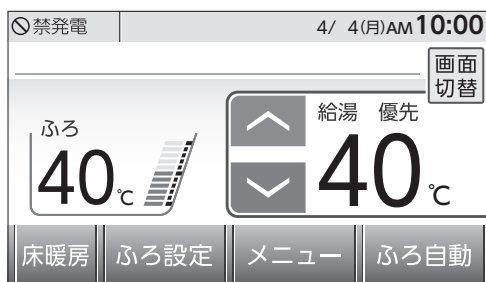 禁発電 4/ 4(月)AM10:00
画面
切替
ふろ
40℃
給湯 優先
40℃
床暖房 ふろ設定 メニュー ふろ自動